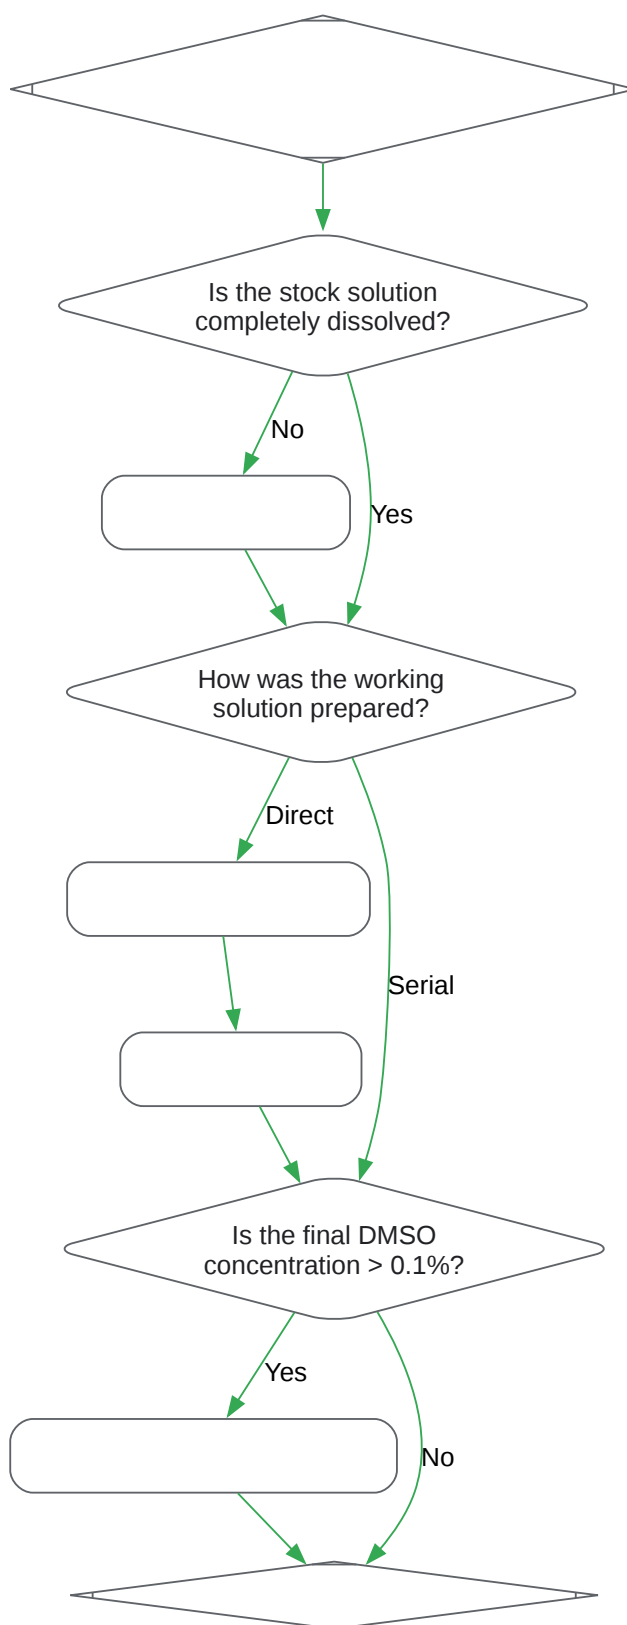 Is the stock solution
completely dissolved?
No
Yes
How was the working
solution prepared?
Direct
Serial
Is the final DMSO
concentration > 0.1%?
Yes
No